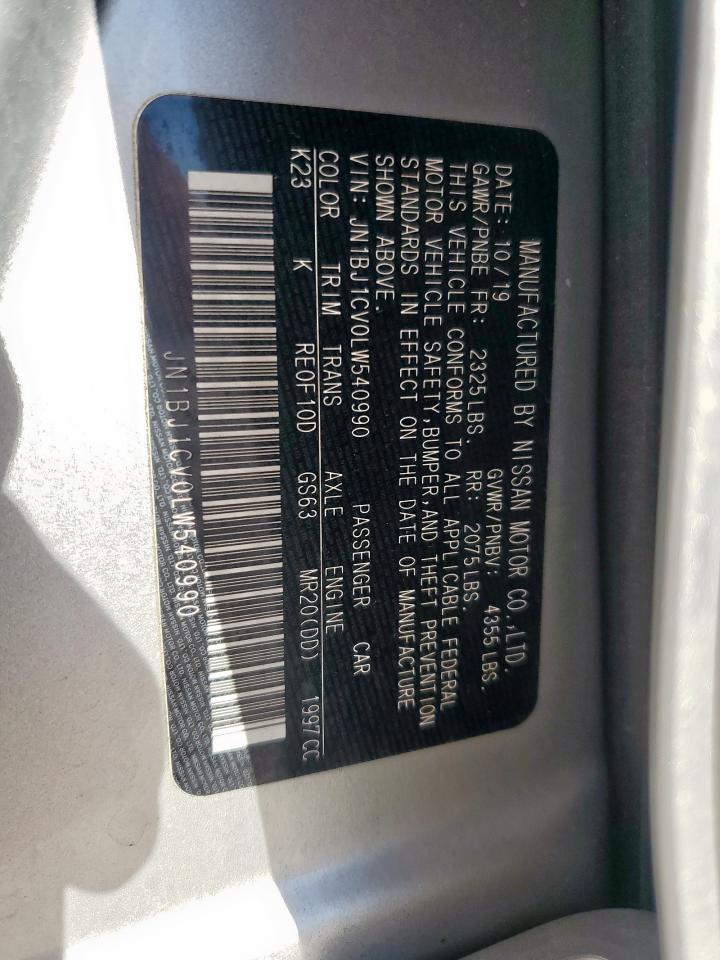 MANUFACTURED BY NISSAN MOTOR CO.,LTD.
DATE: 10/19 GVWR/PNBV: 4355LBS.
GAWR/PNBE FR: 2325LBS. RR: 2075LBS.
THIS VEHICLE CONFORMS TO ALL APPLICABLE FEDERAL
MOTOR VEHICLE SAFETY,BUMPER,AND THEFT PREVENTION
STANDARDS IN EFFECT ON THE DATE OF MANUFACTURE
SHOWN ABOVE.
VIN: JN1BJ1CV0LW540990 PASSENGER CAR
COLOR TRIM TRANS AXLE ENGINE
K23 K RE0F10D GS63 MR20(DD) 1997CC
JN1BJ1CV0LW540990